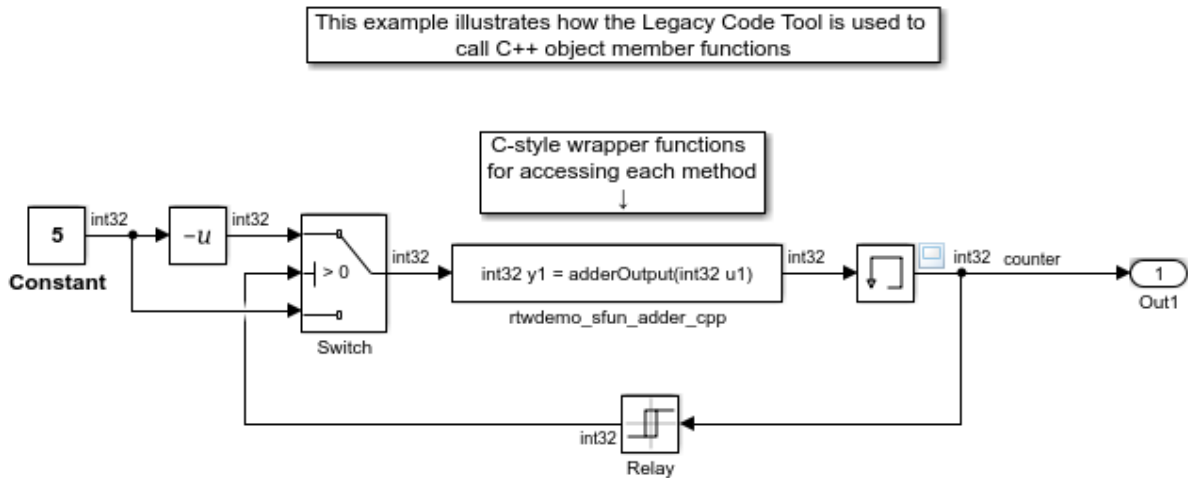 This example illustrates how the Legacy Code Tool is used to
call C++ object member functions
C-style wrapper functions
for accessing each method
↓
5
int32
Constant
-u
int32
> 0
Switch
int32
int32 y1 = adderOutput(int32 u1)
rtwdemo_sfun_adder_cpp
int32
int32
counter
1
Out1
int32
Relay